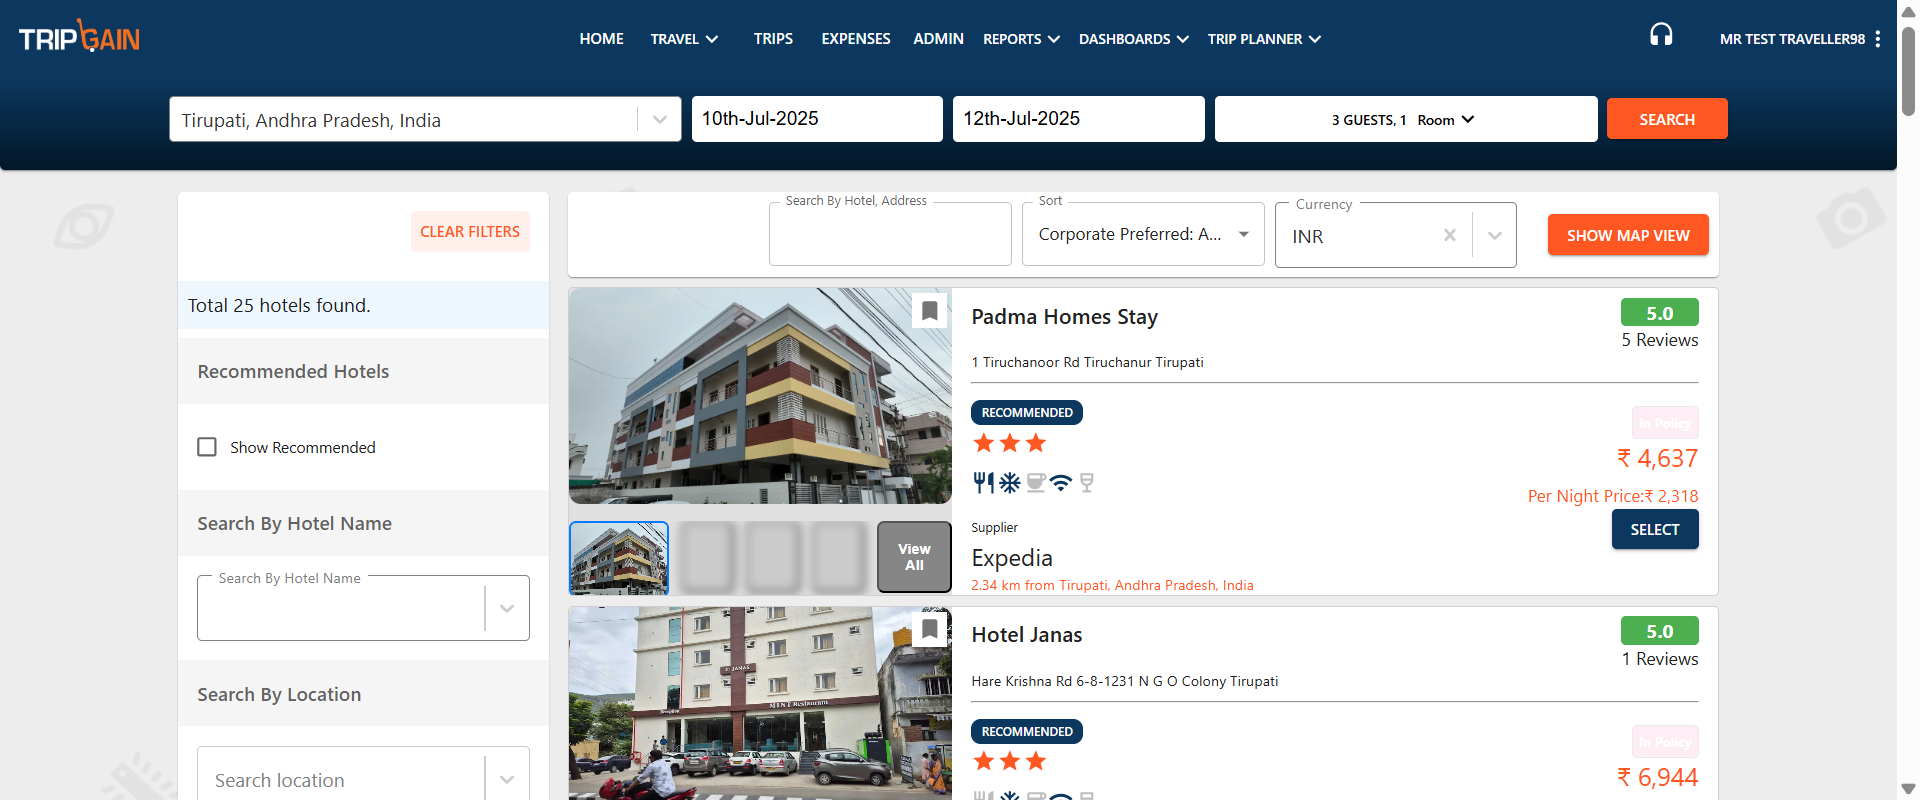 TRIPGAIN
HOME TRAVEL TRIPS EXPENSES ADMIN REPORTS DASHBOARDS TRIP PLANNER
MR TEST TRAVELLER98
Tirupati, Andhra Pradesh, India
10th-Jul-2025
12th-Jul-2025
3 GUESTS, 1 Room
SEARCH
CLEAR FILTERS
Total 25 hotels found.
Recommended Hotels
Show Recommended
Search By Hotel Name
Search By Hotel Name
Search By Location
Search location
Search By Hotel, Address
Sort
Corporate Preferred: A...
Currency
INR
SHOW MAP VIEW
View
All
Padma Homes Stay
5.0
5 Reviews
1 Tiruchanoor Rd Tiruchanur Tirupati
RECOMMENDED
In Policy
₹ 4,637
Per Night Price:₹ 2,318
SELECT
Supplier
Expedia
2.34 km from Tirupati, Andhra Pradesh, India
JANAS
MINT Restaurant
Hotel Janas
5.0
1 Reviews
Hare Krishna Rd 6-8-1231 N G O Colony Tirupati
RECOMMENDED
In Policy
₹ 6,944